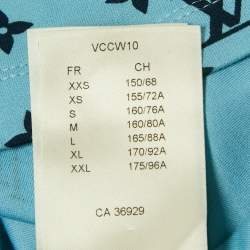 VCCW10
FR CH
XXS 150/68
XS 155/72A
S 160/76A
M 160/80A
L 165/88A
XL 170/92A
XXL 175/96A
CA 36929